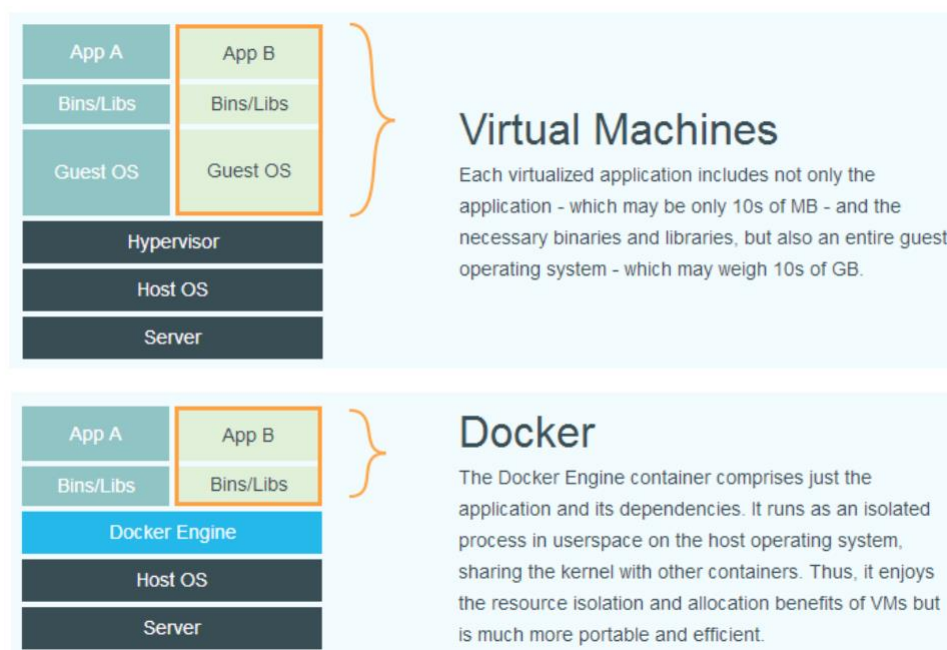 App A
App B
Bins/Libs
Bins/Libs
Guest OS
Guest OS
Hypervisor
Host OS
Server
Virtual Machines
Each virtualized application includes not only the
application - which may be only 10s of MB - and the
necessary binaries and libraries, but also an entire guest
operating system - which may weigh 10s of GB.
App A
App B
Bins/Libs
Bins/Libs
Docker Engine
Host OS
Server
Docker
The Docker Engine container comprises just the
application and its dependencies. It runs as an isolated
process in userspace on the host operating system,
sharing the kernel with other containers. Thus, it enjoys
the resource isolation and allocation benefits of VMs but
is much more portable and efficient.